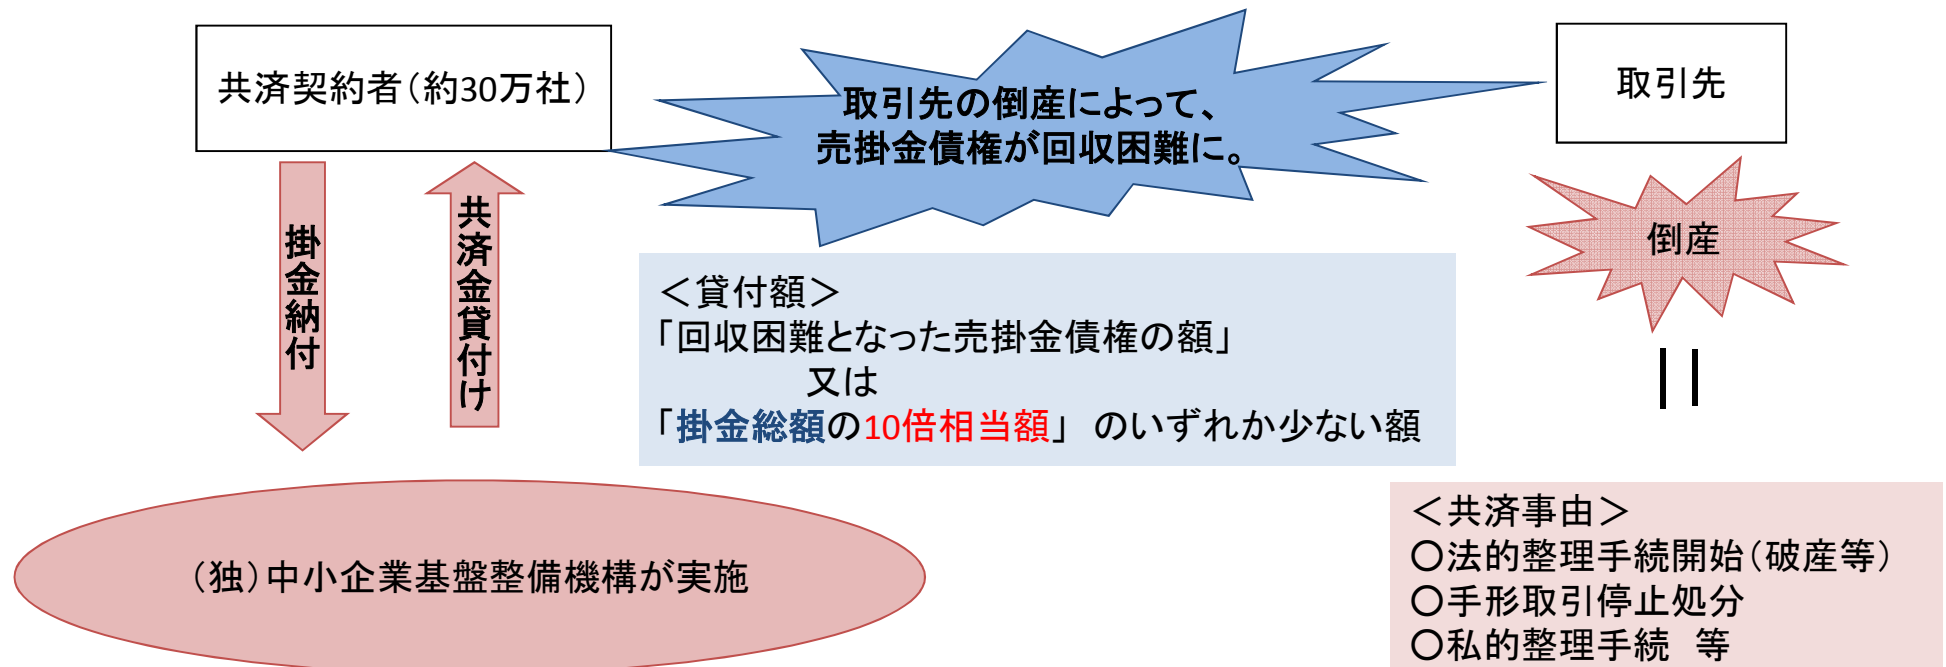 共済契約者（約30万社）
取引先の倒産によって、
売掛金債権が回収困難に。
取引先
掛金納付
共済金貸付け
倒産
＜貸付額＞
「回収困難となった売掛金債権の額」
又は
「掛金総額の10倍相当額」 のいずれか少ない額
（独）中小企業基盤整備機構が実施
＜共済事由＞
○法的整理手続開始（破産等）
○手形取引停止処分
○私的整理手続　等